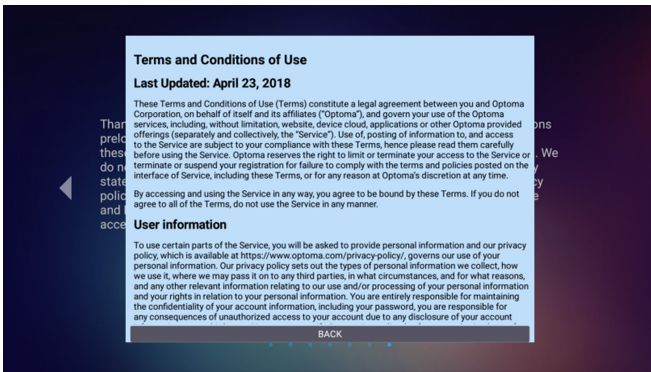 Terms and Conditions of Use
Last Updated: April 23, 2018
These Terms and Conditions of Use (Terms) constitute a legal agreement between you and Optoma
Corporation, on behalf of itself and its affiliates ("Optoma"), and govern your use of the Optoma
services, including, without limitation, website, device cloud, applications or other Optoma provided
offerings (separately and collectively, the "Service"). Use of, posting of information to, and access
to the Service are subject to your compliance with these Terms, hence please read them carefully
before using the Service. Optoma reserves the right to limit or terminate your access to the Service or
terminate or suspend your registration for failure to comply with the terms and policies posted on the
interface of Service, including these Terms, or for any reason at Optoma's discretion at any time.
By accessing and using the Service in any way, you agree to be bound by these Terms. If you do not
agree to all of the Terms, do not use the Service in any manner.
User information
To use certain parts of the Service, you will be asked to provide personal information and our privacy
policy, which is available at https://www.optoma.com/privacy-policy/, governs our use of your
personal information. Our privacy policy sets out the types of personal information we collect, how
we use it, where we may pass it on to any third parties, in what circumstances, and for what reasons,
and any other relevant information relating to our use and/or processing of your personal information
and your rights in relation to your personal information. You are entirely responsible for maintaining
the confidentiality of your account information, including your password, you are responsible for
any consequences of unauthorized access to your account due to any disclosure of your account
BACK